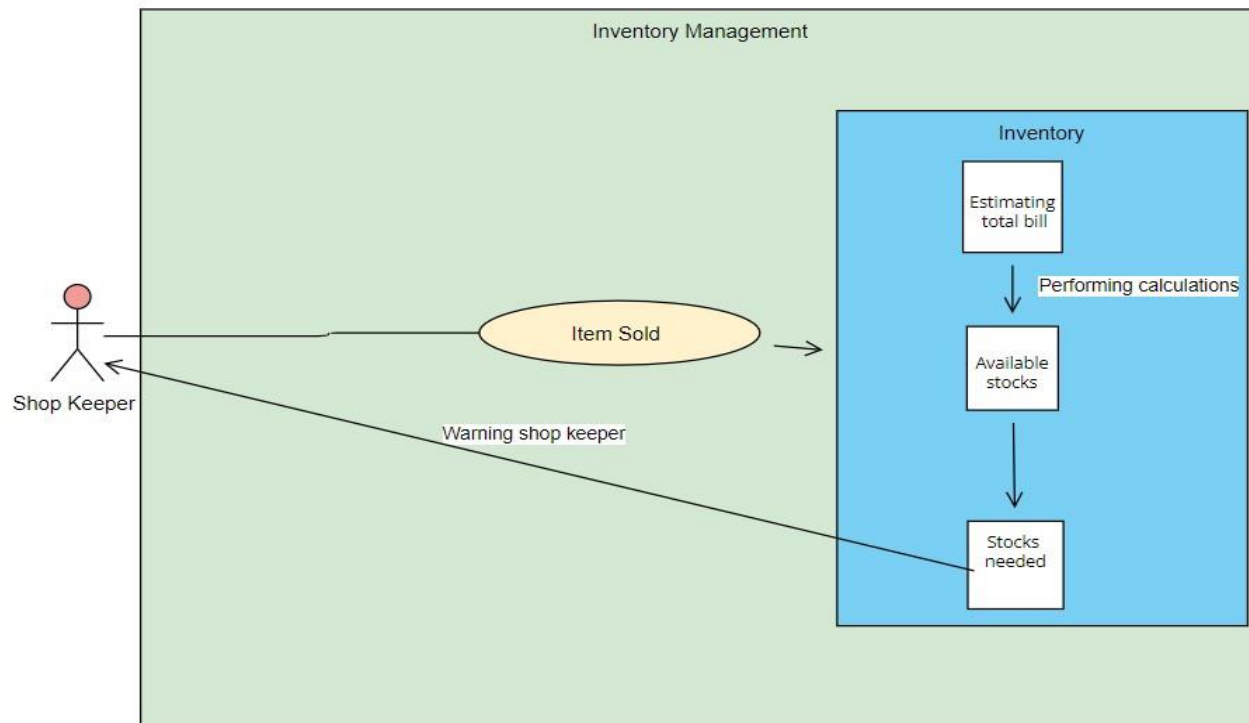 Inventory Management
Inventory
Estimating
total bill
Performing calculations
Item Sold
Available
stocks
Shop Keeper
Warning shop keeper
Stocks
needed